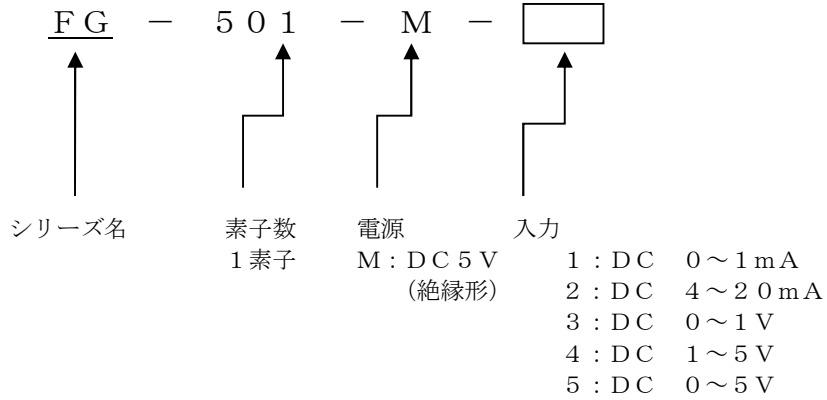 ＦＧ － ５０１ － Ｍ －
シリーズ名 素子数 電源 入力
１素子 Ｍ：ＤＣ５Ｖ １：ＤＣ ０～１ｍＡ
（絶縁形） ２：ＤＣ ４～２０ｍＡ
３：ＤＣ ０～１Ｖ
４：ＤＣ １～５Ｖ
５：ＤＣ ０～５Ｖ